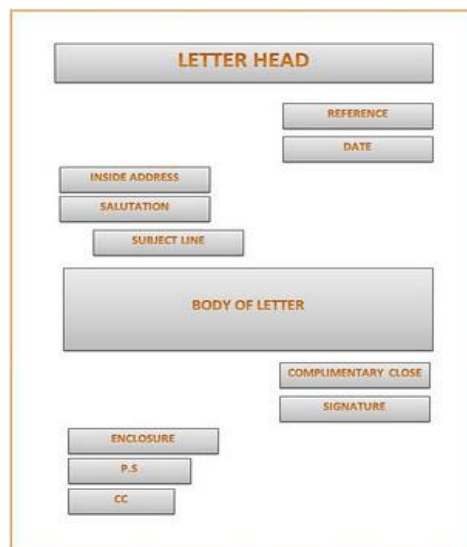 LETTER HEAD
REFERENCE
DATE
INSIDE ADDRESS
SALUTATION
SUBJECT LINE
BODY OF LETTER
COMPLIMENTARY CLOSE
SIGNATURE
ENCLOSURE
P.S
CC